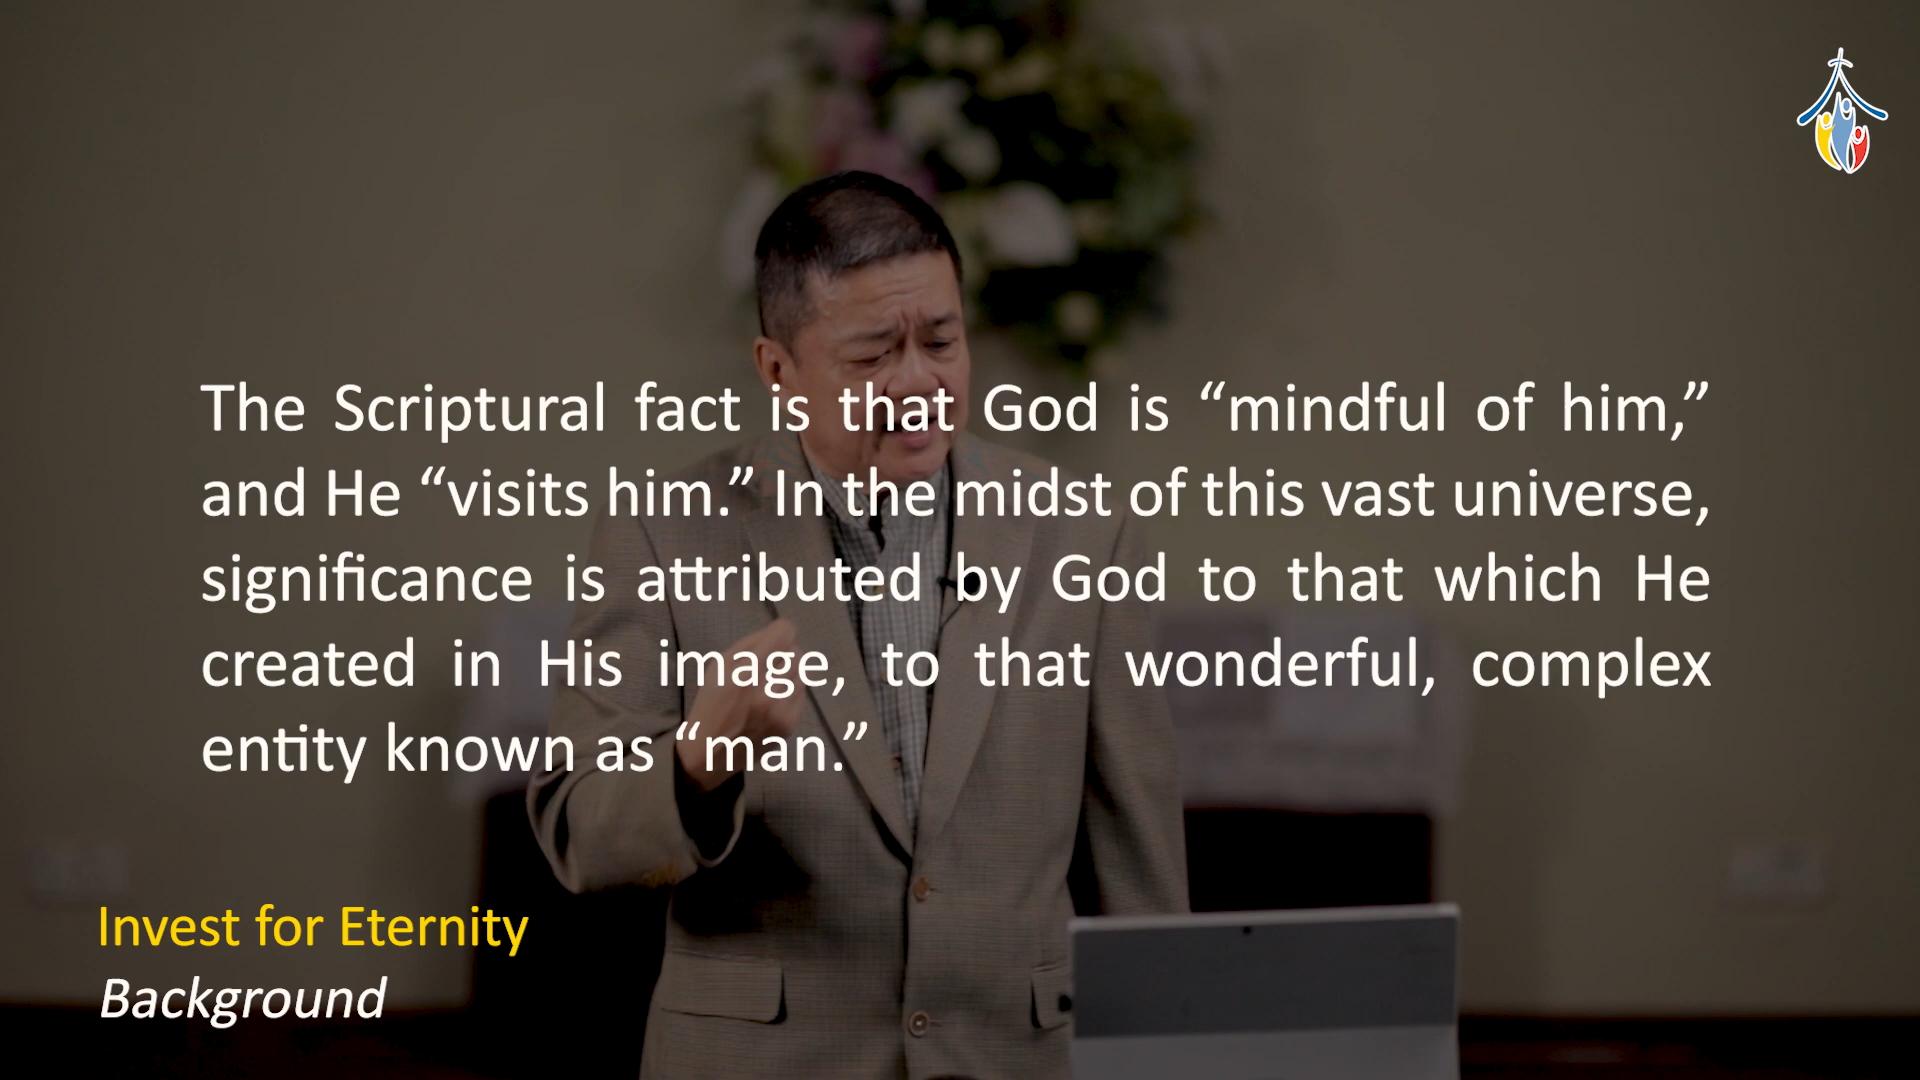 The Scriptural fact is that God is “mindful of him,”
and He “visits him.” In the midst of this vast universe,
significance is attributed by God to that which He
created in His image, to that wonderful, complex
entity known as “man.”
Invest for Eternity
Background